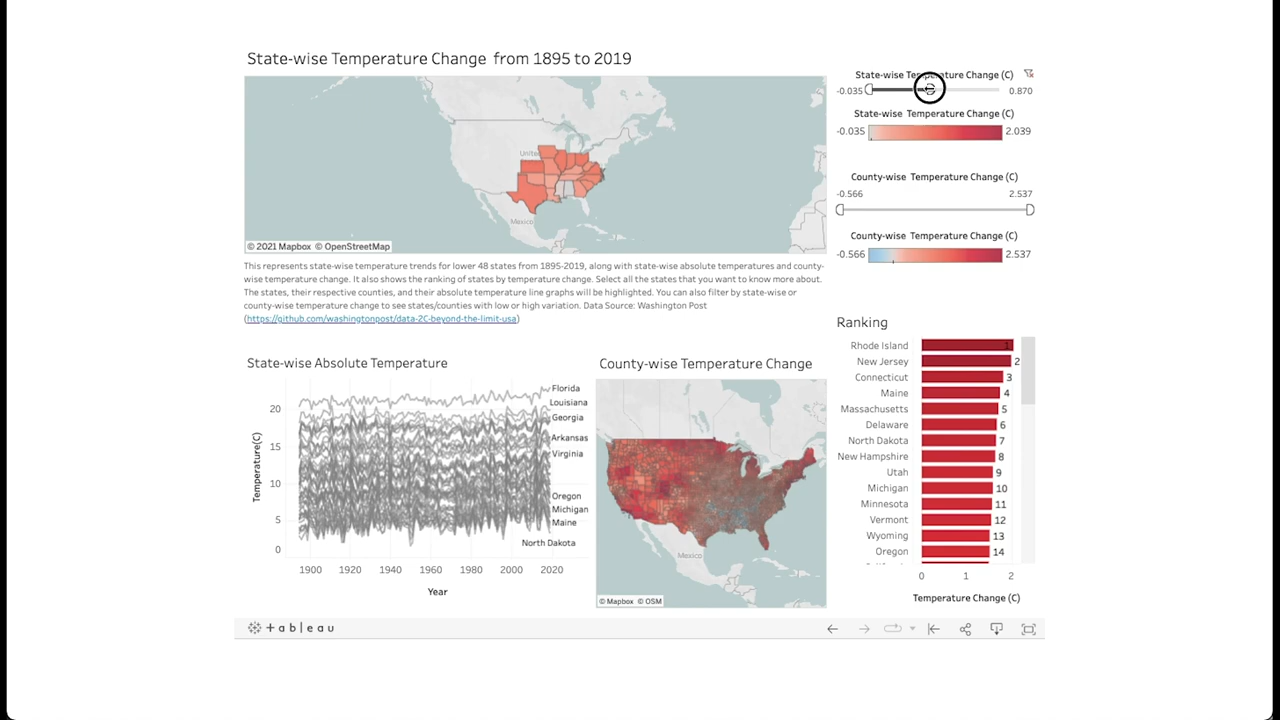 State-wise Temperature Change from 1895 to 2019
United
Mexico
© 2021 Mapbox © OpenStreetMap
State-wise Temperature Change (C)
-0.035 0.870
State-wise Temperature Change (C)
-0.035 2.039
County-wise Temperature Change (C)
-0.566 2.537
County-wise Temperature Change (C)
-0.566 2.537
This represents state-wise temperature trends for lower 48 states from 1895-2019, along with state-wise absolute temperatures and county-
wise temperature change. It also shows the ranking of states by temperature change. Select all the states that you want to know more about.
The states, their respective counties, and their absolute temperature line graphs will be highlighted. You can also filter by state-wise or
county-wise temperature change to see states/counties with low or high variation. Data Source: Washington Post
(https://github.com/washingtonpost/data-2C-beyond-the-limit-usa)
State-wise Absolute Temperature
Temperature(C)
20
15
10
5
0
Florida
Louisiana
Georgia
Arkansas
Virginia
Oregon
Michigan
Maine
North Dakota
1900 1920 1940 1960 1980 2000 2020
Year
County-wise Temperature Change
Mexico
© Mapbox © OSM
Ranking
Rhode Island 1
New Jersey 2
Connecticut 3
Maine 4
Massachusetts 5
Delaware 6
North Dakota 7
New Hampshire 8
Utah 9
Michigan 10
Minnesota 11
Vermont 12
Wyoming 13
Oregon 14
0 1 2
Temperature Change (C)
+ableau